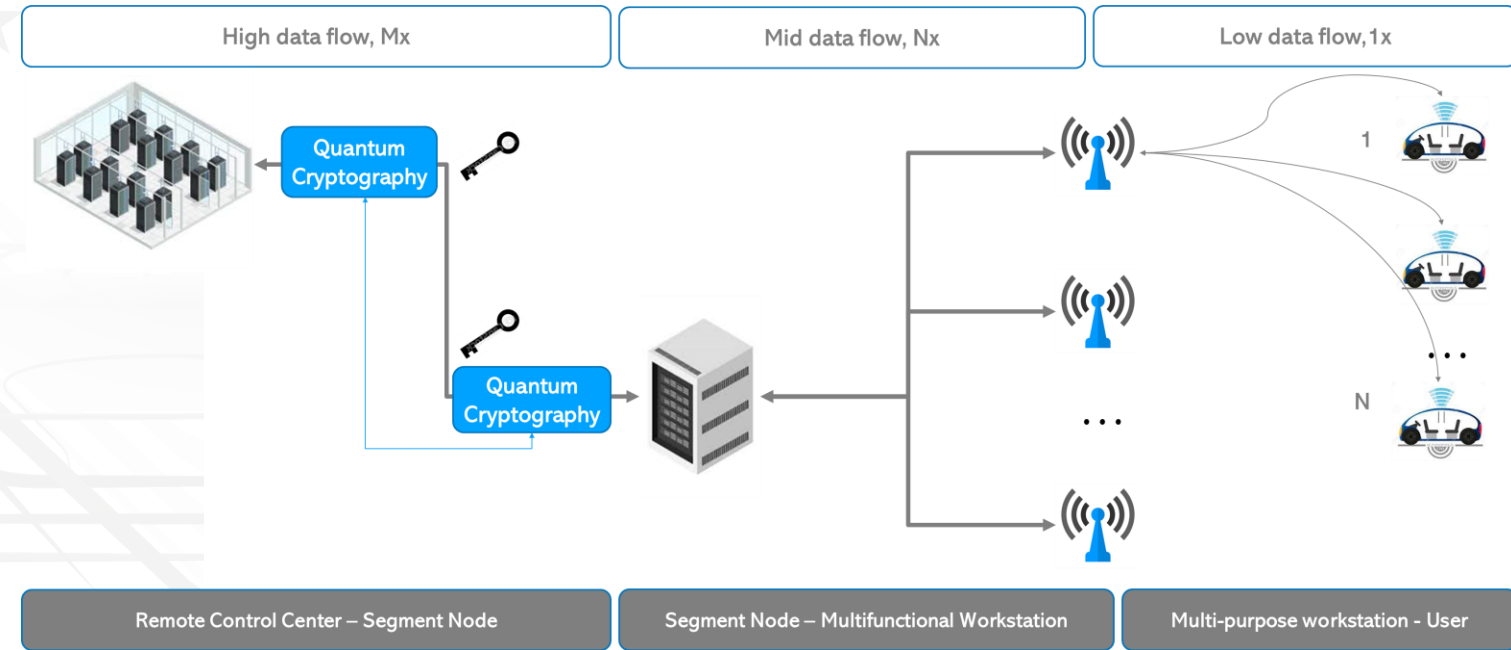 High data flow, Mx
Mid data flow, Nx
Low data flow,1x
Quantum
Cryptography
1
Quantum
Cryptography
...
N
...
Remote Control Center – Segment Node
Segment Node – Multifunctional Workstation
Multi-purpose workstation - User